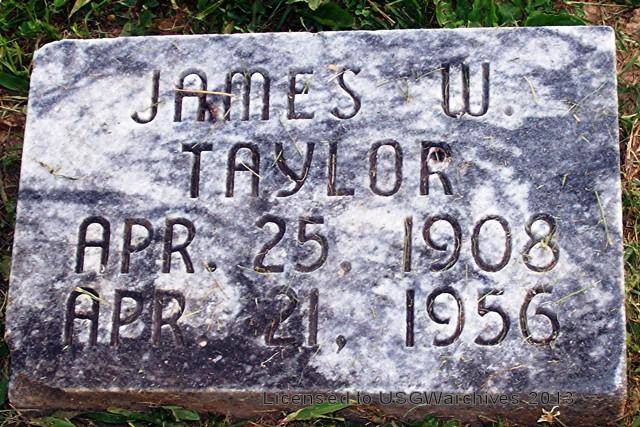 JAMES W.
TAYLOR
APR. 25, 1908
APR. 21, 1956
Licensed to USGWarchives 2013